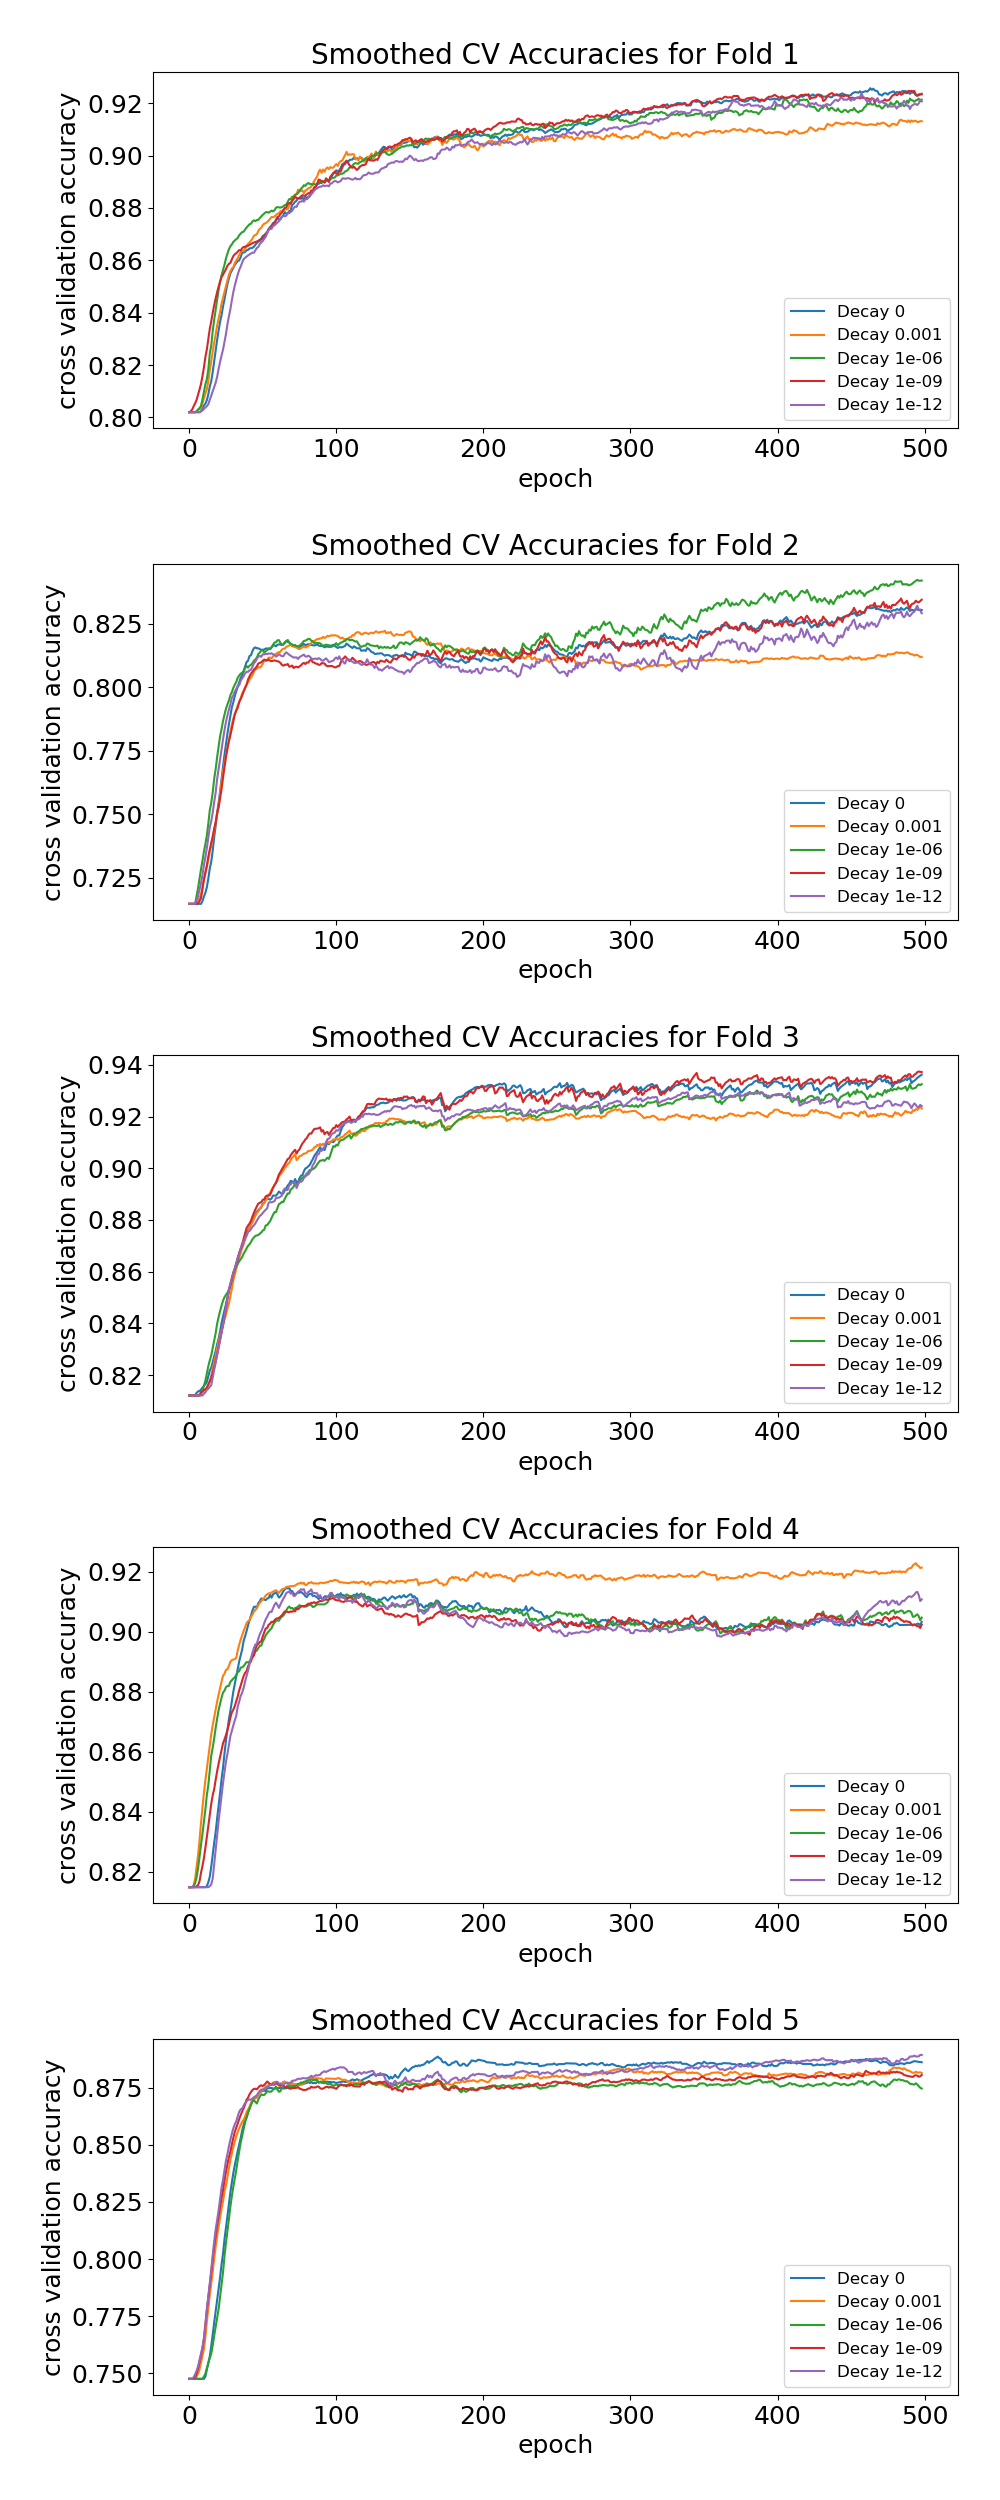 Smoothed CV Accuracies for Fold 1
cross validation accuracy
0.92
0.90
0.88
0.86
0.84
0.82
0.80
Decay 0
Decay 0.001
Decay 1e-06
Decay 1e-09
Decay 1e-12
0 100 200 300 400 500
epoch
Smoothed CV Accuracies for Fold 2
cross validation accuracy
0.825
0.800
0.775
0.750
0.725
Decay 0
Decay 0.001
Decay 1e-06
Decay 1e-09
Decay 1e-12
0 100 200 300 400 500
epoch
Smoothed CV Accuracies for Fold 3
cross validation accuracy
0.94
0.92
0.90
0.88
0.86
0.84
0.82
Decay 0
Decay 0.001
Decay 1e-06
Decay 1e-09
Decay 1e-12
0 100 200 300 400 500
epoch
Smoothed CV Accuracies for Fold 4
cross validation accuracy
0.92
0.90
0.88
0.86
0.84
0.82
Decay 0
Decay 0.001
Decay 1e-06
Decay 1e-09
Decay 1e-12
0 100 200 300 400 500
epoch
Smoothed CV Accuracies for Fold 5
cross validation accuracy
0.875
0.850
0.825
0.800
0.775
0.750
Decay 0
Decay 0.001
Decay 1e-06
Decay 1e-09
Decay 1e-12
0 100 200 300 400 500
epoch